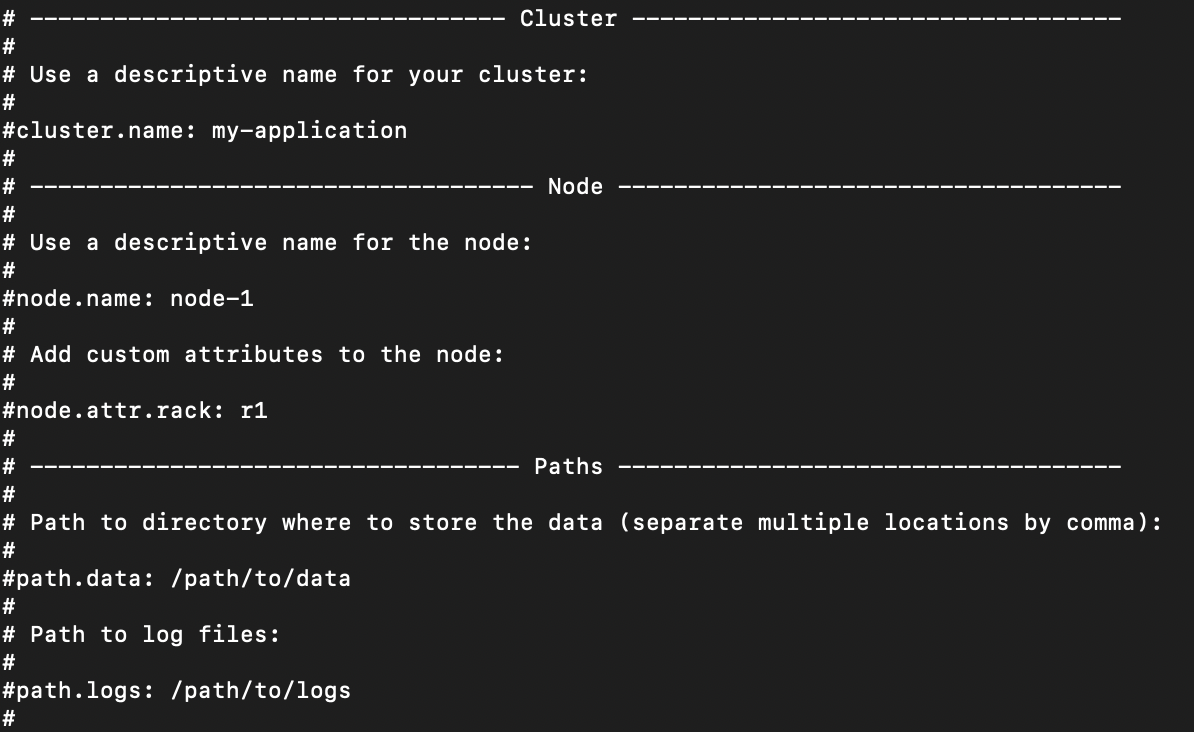 # ---------------------------------- Cluster -----------------------------------
#
# Use a descriptive name for your cluster:
#
#cluster.name: my-application
#
# ------------------------------------ Node ------------------------------------
#
# Use a descriptive name for the node:
#
#node.name: node-1
#
# Add custom attributes to the node:
#
#node.attr.rack: r1
#
# ----------------------------------- Paths ------------------------------------
#
# Path to directory where to store the data (separate multiple locations by comma):
#
#path.data: /path/to/data
#
# Path to log files:
#
#path.logs: /path/to/logs
#